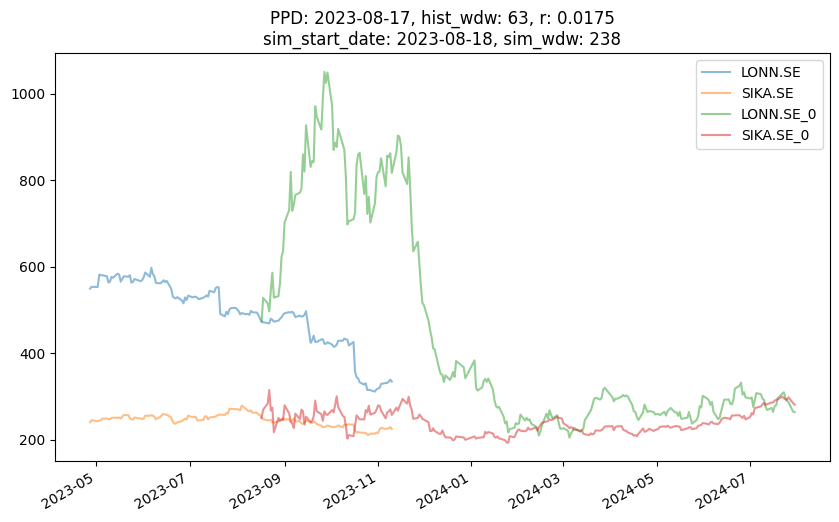 PPD: 2023-08-17, hist_wdw: 63, r: 0.0175
sim_start_date: 2023-08-18, sim_wdw: 238
LONN.SE
SIKA.SE
LONN.SE_0
SIKA.SE_0
1000
800
600
400
200
2023-05
2023-07
2023-09
2023-11
2024-01
2024-03
2024-05
2024-07